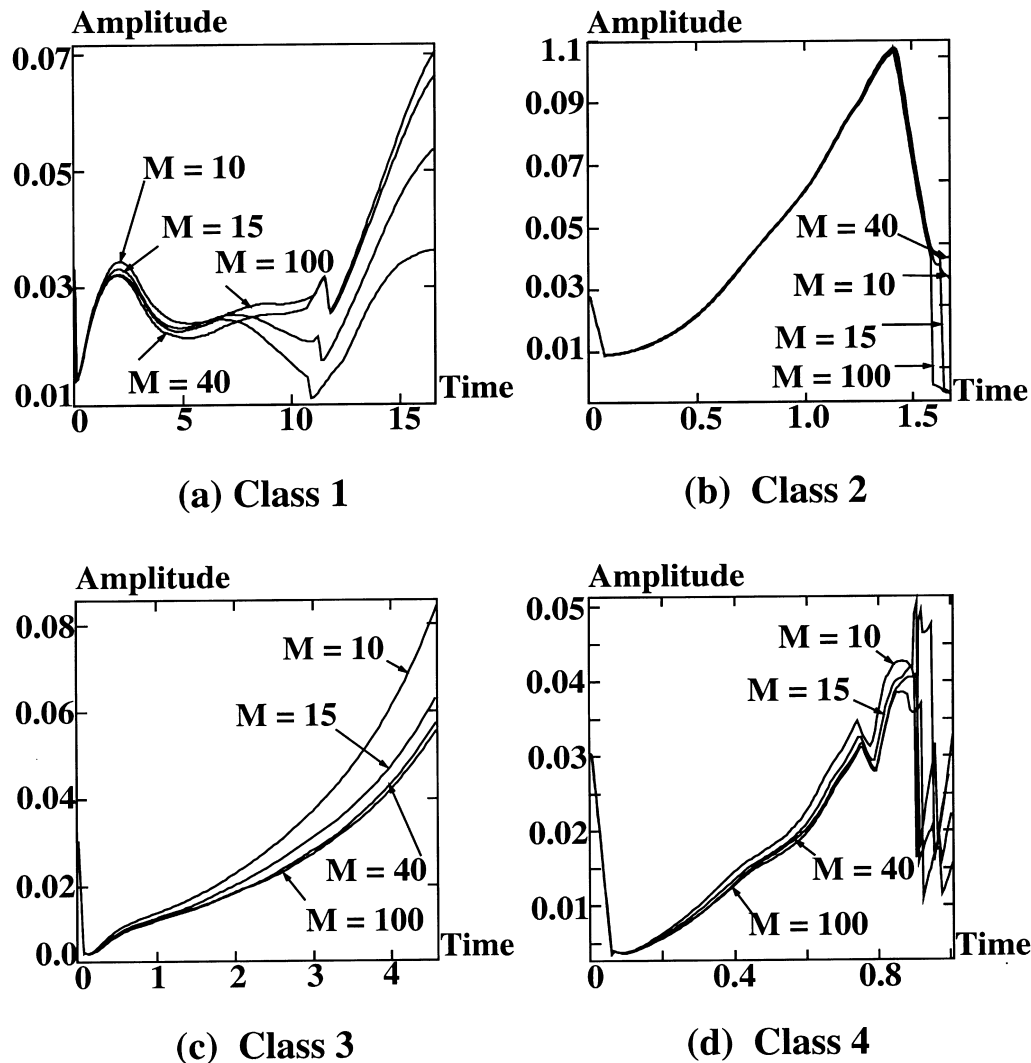 Amplitude
0.07
0.05
0.03
0.01
M = 10
M = 15
M = 100
M = 40
Time
0 5 10 15
(a) Class 1
Amplitude
1.1
0.09
0.07
0.05
0.03
0.01
M = 40
M = 10
M = 15
M = 100
Time
0 0.5 1.0 1.5
(b) Class 2
Amplitude
0.08
0.06
0.04
0.02
0.0
M = 10
M = 15
M = 40
M = 100
Time
0 1 2 3 4
(c) Class 3
Amplitude
0.05
0.04
0.03
0.02
0.01
M = 10
M = 15
M = 40
M = 100
Time
0 0.4 0.8
(d) Class 4